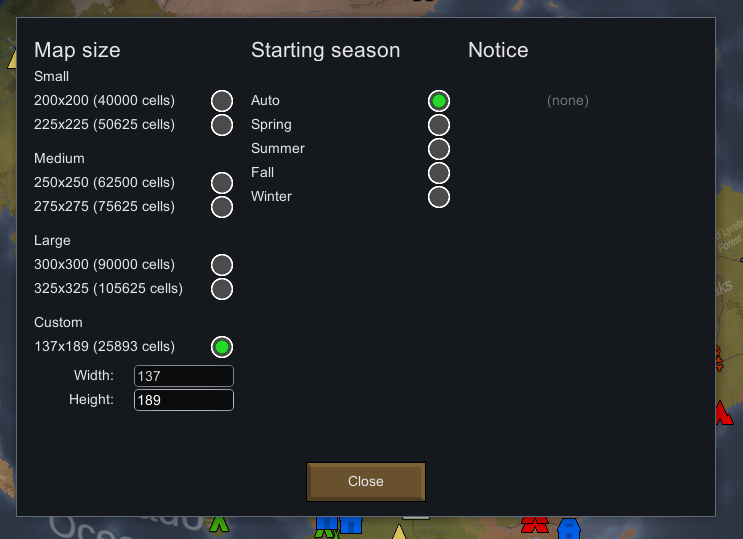 Map size
Small
200x200 (40000 cells)
225x225 (50625 cells)
Medium
250x250 (62500 cells)
275x275 (75625 cells)
Large
300x300 (90000 cells)
325x325 (105625 cells)
Custom
137x189 (25893 cells)
Width: 137
Height: 189
Starting season
Auto
Spring
Summer
Fall
Winter
Notice
(none)
Close
Forest